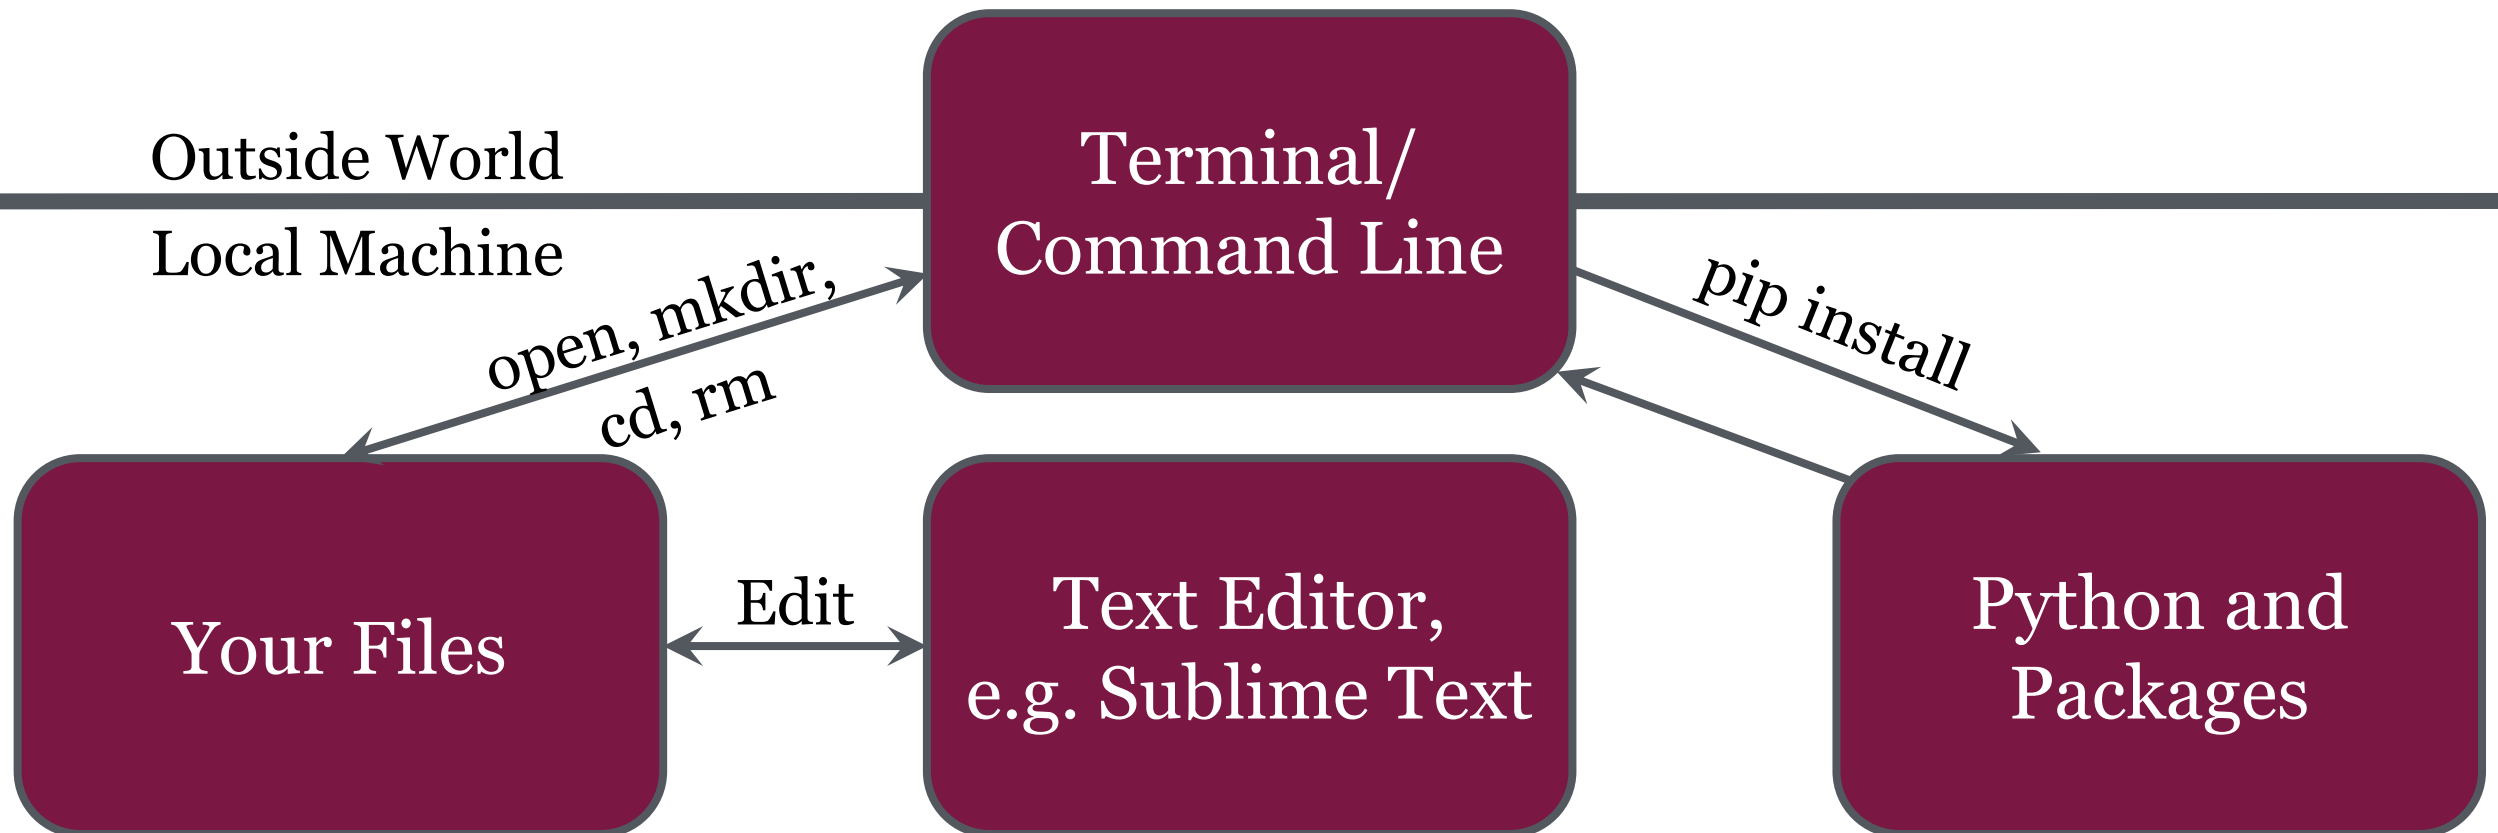 Outside World
Local Machine
Terminal/
Command Line
open, mkdir,
cd, rm
pip install
Your Files
Edit
Text Editor,
e.g. Sublime Text
Python and
Packages